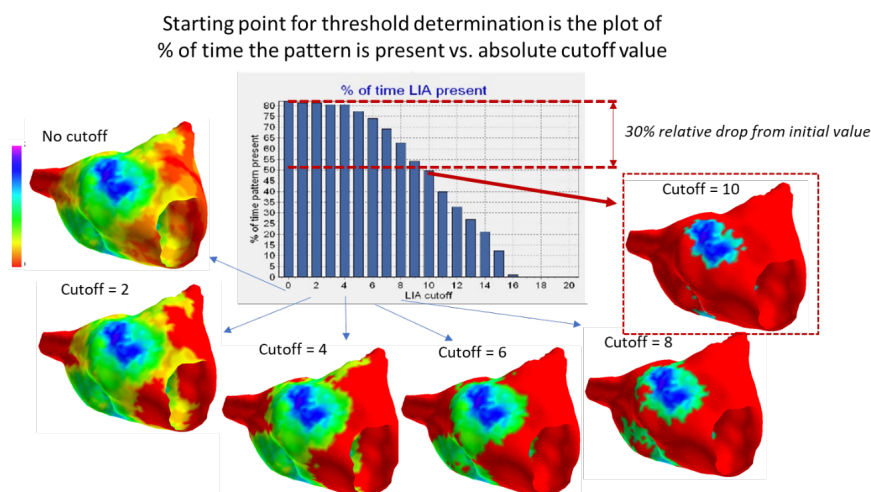 Starting point for threshold determination is the plot of
% of time the pattern is present vs. absolute cutoff value
% of time LIA present
% of time pattern present
80
75
70
65
60
55
50
45
40
35
30
25
20
15
10
5
0
0 2 4 6 8 10 12 14 16 18 20
LIA cutoff
30% relative drop from initial value
No cutoff
Cutoff = 10
Cutoff = 2
Cutoff = 4
Cutoff = 6
Cutoff = 8